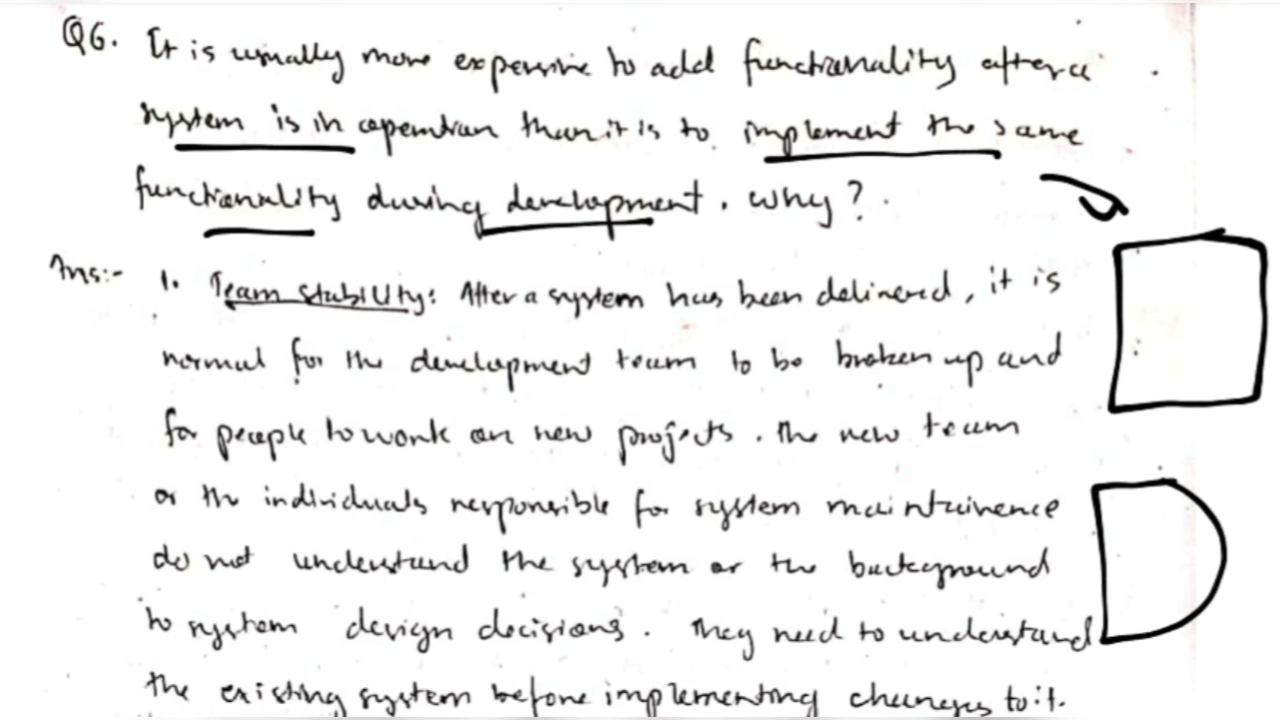 Q6. It is usually more expensive to add functionality after a
system is in operation than it is to implement the same
functionality during development. Why?
Ans:- 1. Team stability: After a system has been delivered, it is
normal for the development team to be broken up and
for people to work on new projects. The new team
or the individuals responsible for system maintainence
do not understand the system or the background
to system design decisions. They need to understand
the existing system before implementing changes to it.